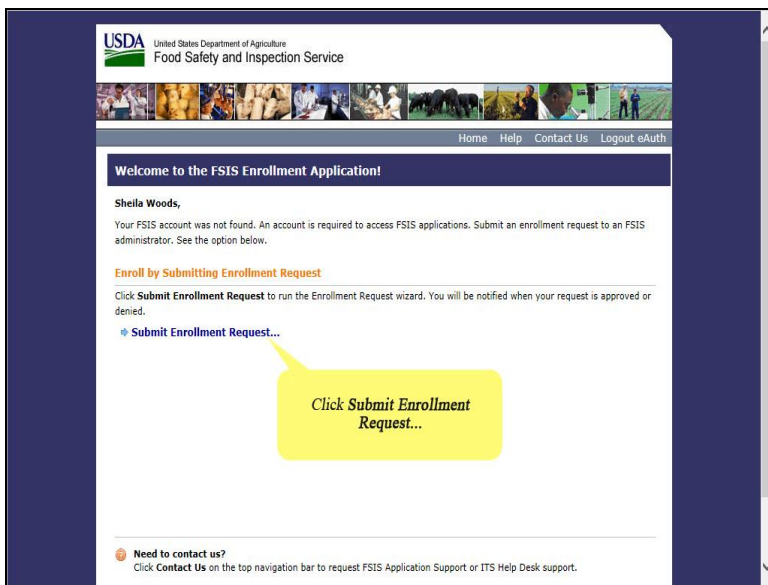 USDA
United States Department of Agriculture
Food Safety and Inspection Service
Home Help Contact Us Logout eAuth
Welcome to the FSIS Enrollment Application!
Sheila Woods,
Your FSIS account was not found. An account is required to access FSIS applications. Submit an enrollment request to an FSIS
administrator. See the option below.
Enroll by Submitting Enrollment Request
Click Submit Enrollment Request to run the Enrollment Request wizard. You will be notified when your request is approved or
denied.
Submit Enrollment Request...
Click Submit Enrollment
Request...
Need to contact us?
Click Contact Us on the top navigation bar to request FSIS Application Support or ITS Help Desk support.